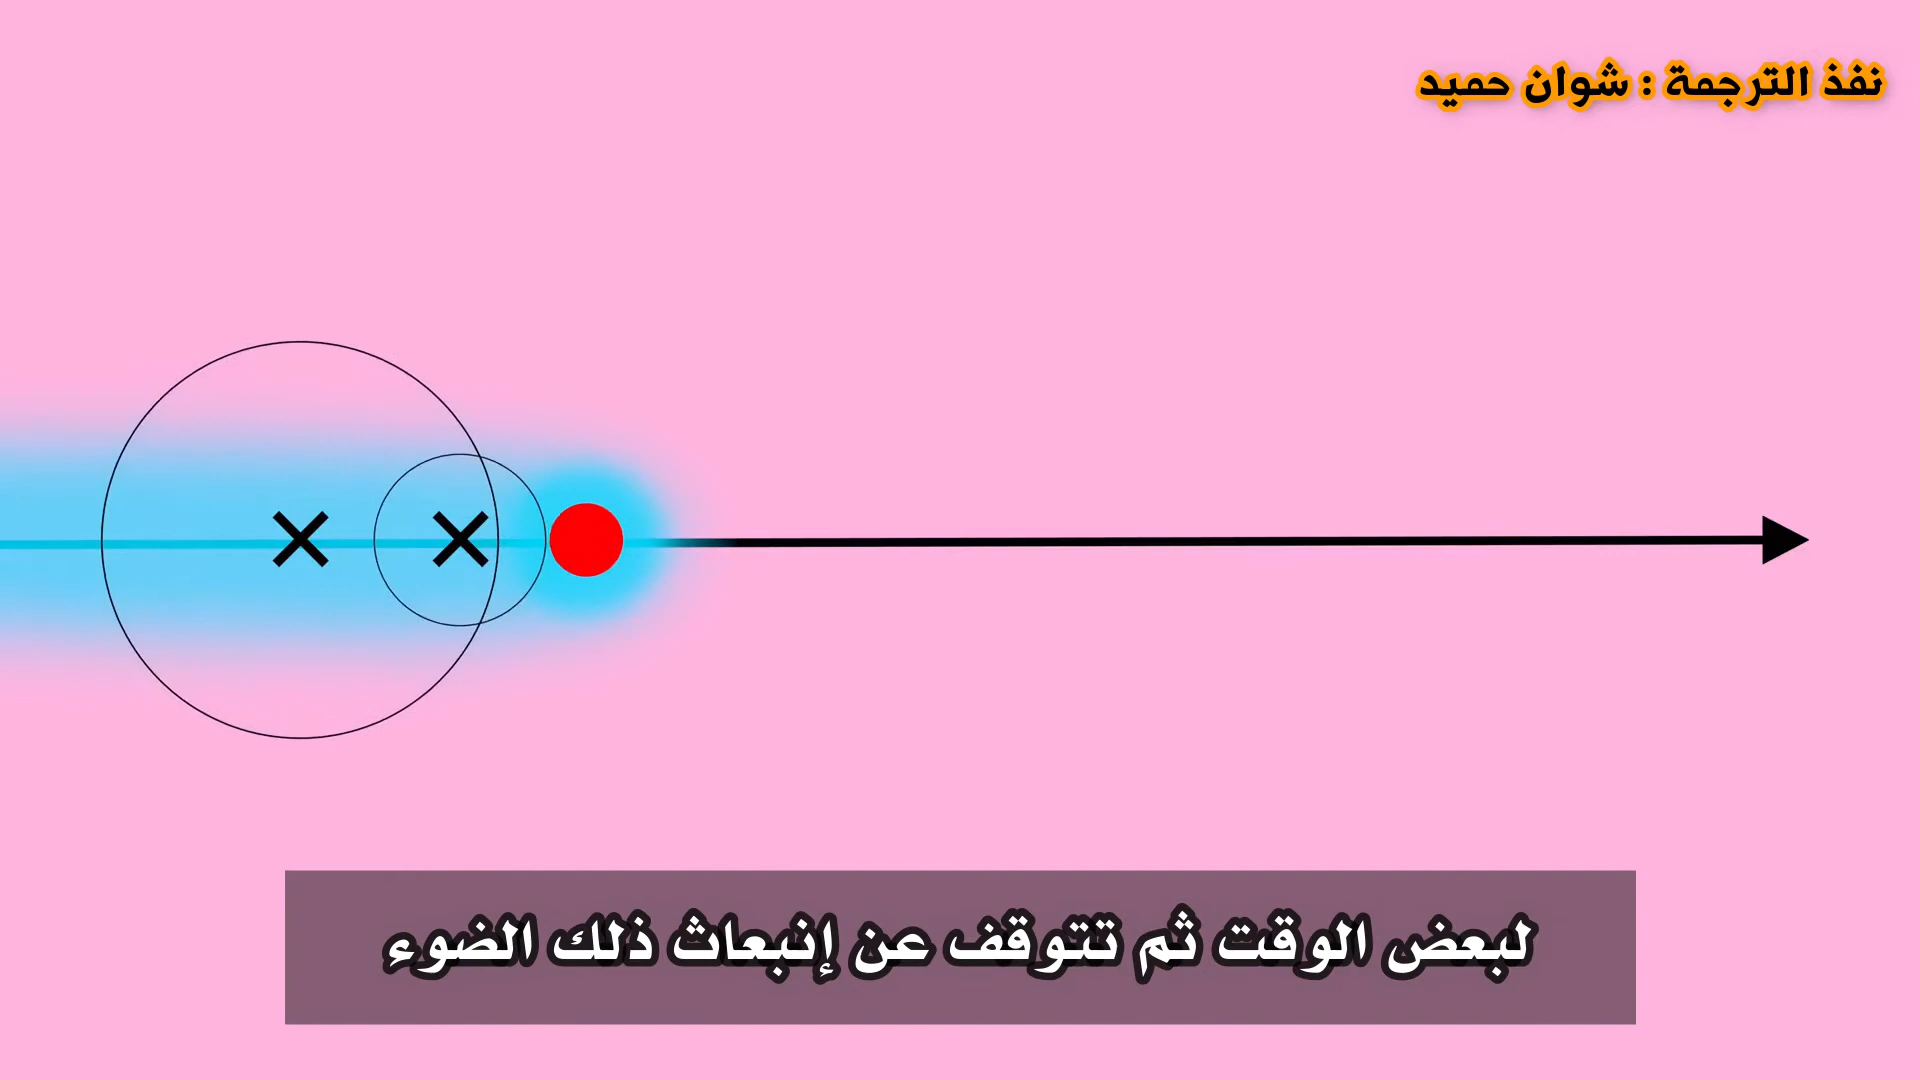 نفذ الترجمة : شوان حميد
لبعض الوقت ثم تتوقف عن إنبعاث ذلك الضوء